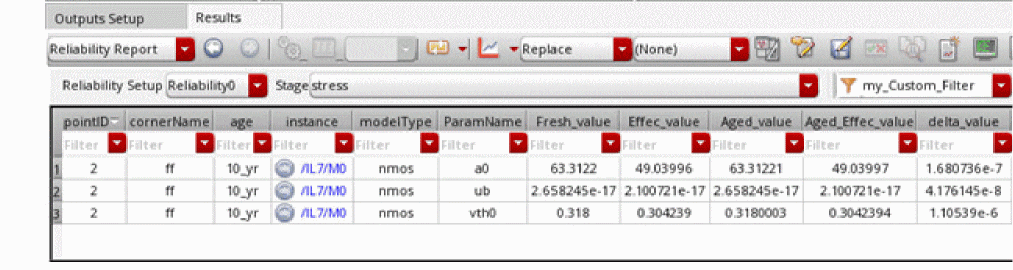 Outputs Setup Results
Reliability Report Replace (None)
Reliability Setup Reliability0 Stage stress my_Custom_Filter
pointID cornerName age instance modelType ParamName Fresh_value Effec_value Aged_value Aged_Effec_value delta_value
Filter Filter Filter Filter Filter Filter Filter Filter Filter Filter Filter
1 2 ff 10_yr /IL7/M0 nmos a0 63.3122 49.03996 63.31221 49.03997 1.680736e-7
2 2 ff 10_yr /IL7/M0 nmos ub 2.658245e-17 2.100721e-17 2.658245e-17 2.100721e-17 4.176145e-8
3 2 ff 10_yr /IL7/M0 nmos vth0 0.318 0.304239 0.3180003 0.3042394 1.10539e-6